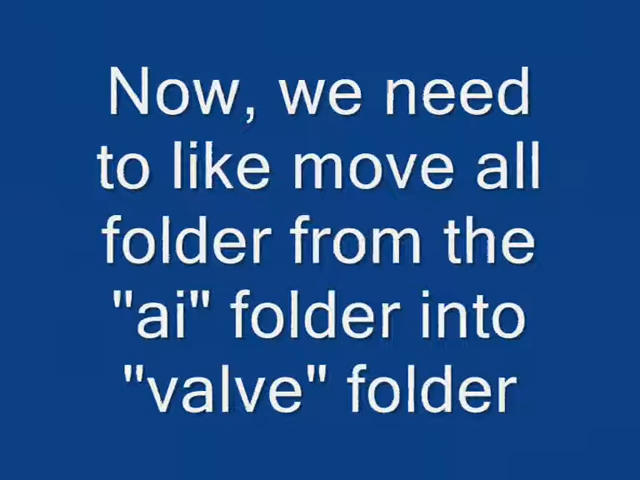 Now, we need
to like move all
folder from the
"ai" folder into
"valve" folder